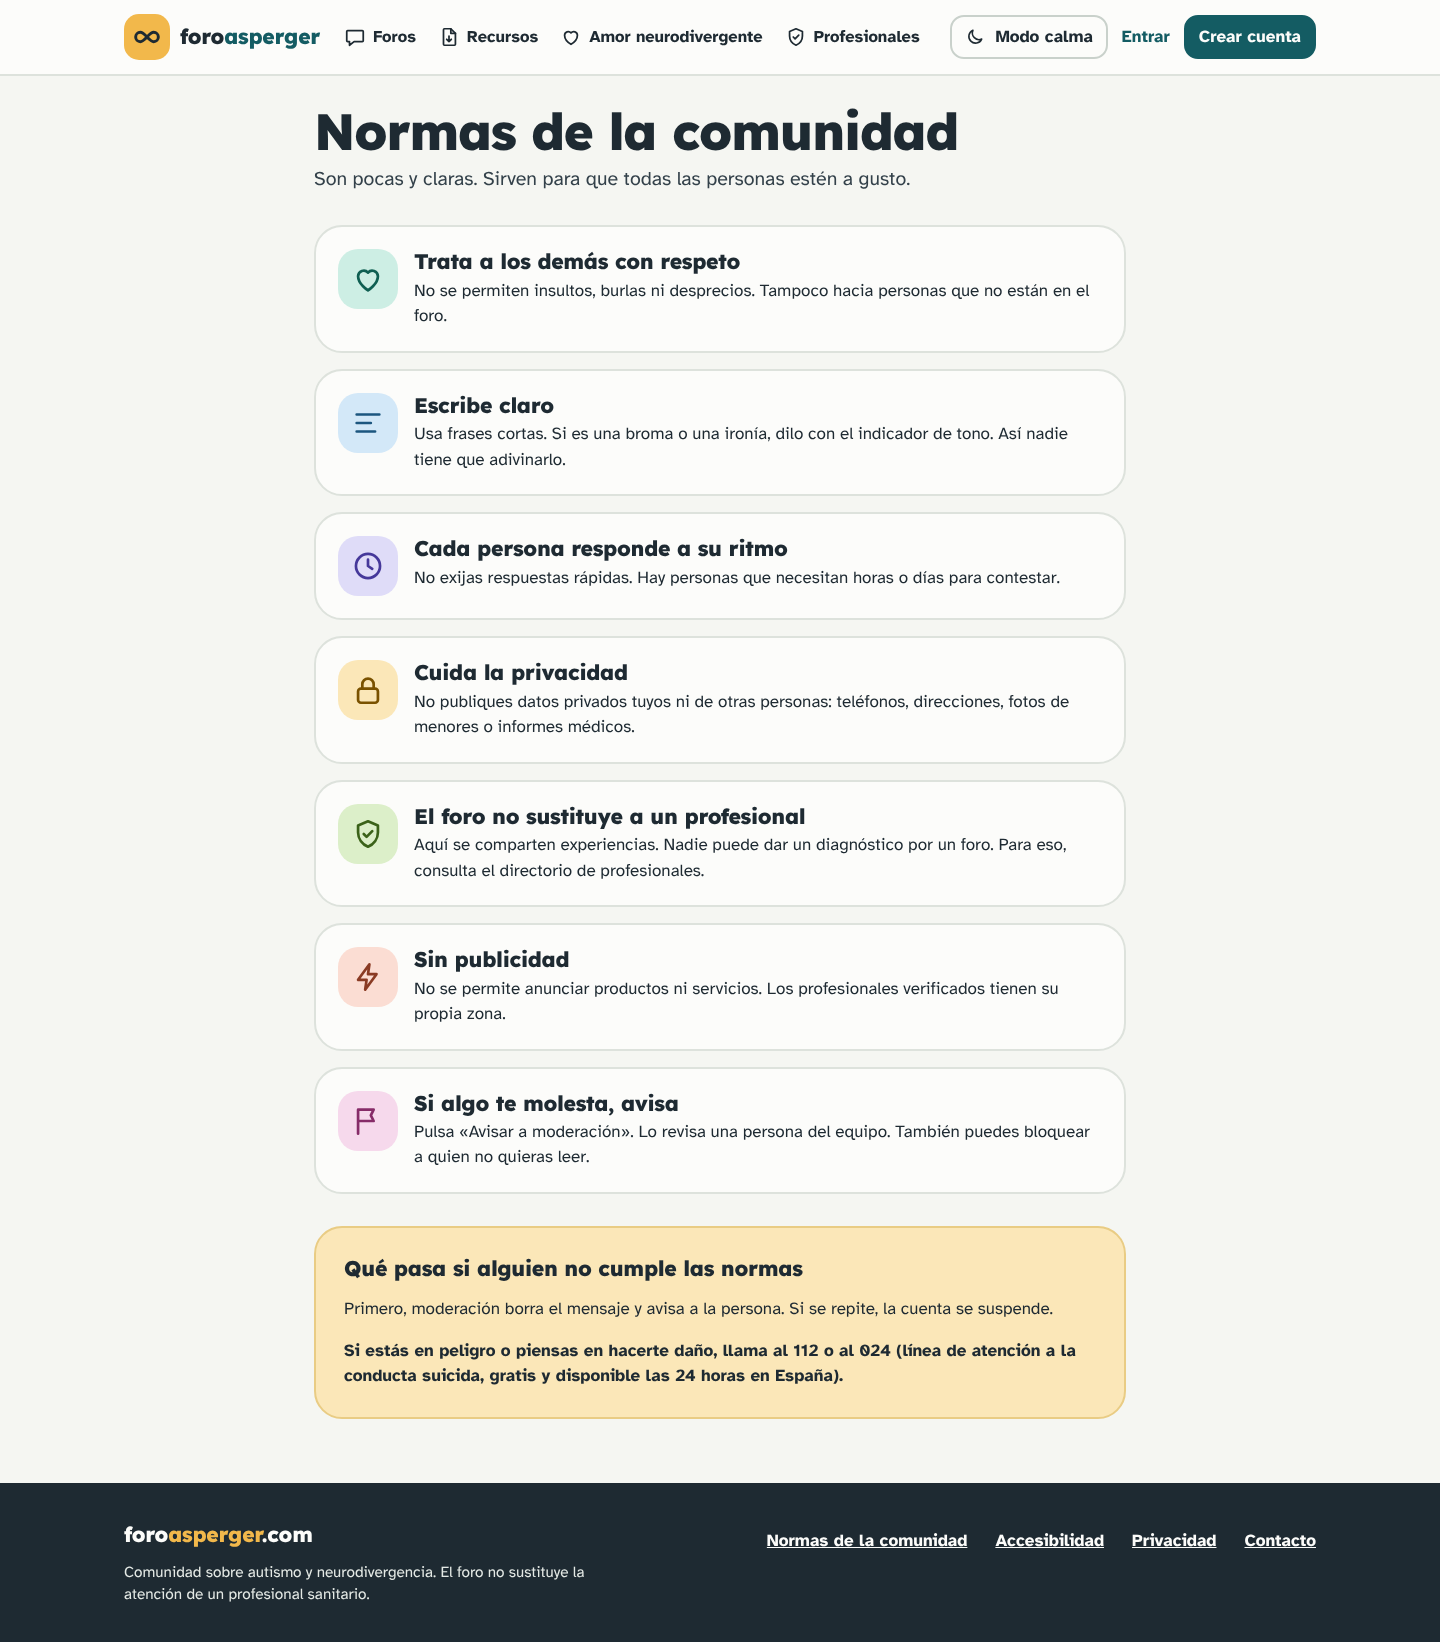 foroasperger
Foros
Recursos
Amor neurodivergente
Profesionales
Modo calma
Entrar
Crear cuenta
Normas de la comunidad
Son pocas y claras. Sirven para que todas las personas estén a gusto.
Trata a los demás con respeto
No se permiten insultos, burlas ni desprecios. Tampoco hacia personas que no están en el
foro.
Escribe claro
Usa frases cortas. Si es una broma o una ironía, dilo con el indicador de tono. Así nadie
tiene que adivinarlo.
Cada persona responde a su ritmo
No exijas respuestas rápidas. Hay personas que necesitan horas o días para contestar.
Cuida la privacidad
No publiques datos privados tuyos ni de otras personas: teléfonos, direcciones, fotos de
menores o informes médicos.
El foro no sustituye a un profesional
Aquí se comparten experiencias. Nadie puede dar un diagnóstico por un foro. Para eso,
consulta el directorio de profesionales.
Sin publicidad
No se permite anunciar productos ni servicios. Los profesionales verificados tienen su
propia zona.
Si algo te molesta, avisa
Pulsa «Avisar a moderación». Lo revisa una persona del equipo. También puedes bloquear
a quien no quieras leer.
Qué pasa si alguien no cumple las normas
Primero, moderación borra el mensaje y avisa a la persona. Si se repite, la cuenta se suspende.
Si estás en peligro o piensas en hacerte daño, llama al 112 o al 024 (línea de atención a la
conducta suicida, gratis y disponible las 24 horas en España).
foroasperger.com
Comunidad sobre autismo y neurodivergencia. El foro no sustituye la
atención de un profesional sanitario.
Normas de la comunidad
Accesibilidad
Privacidad
Contacto